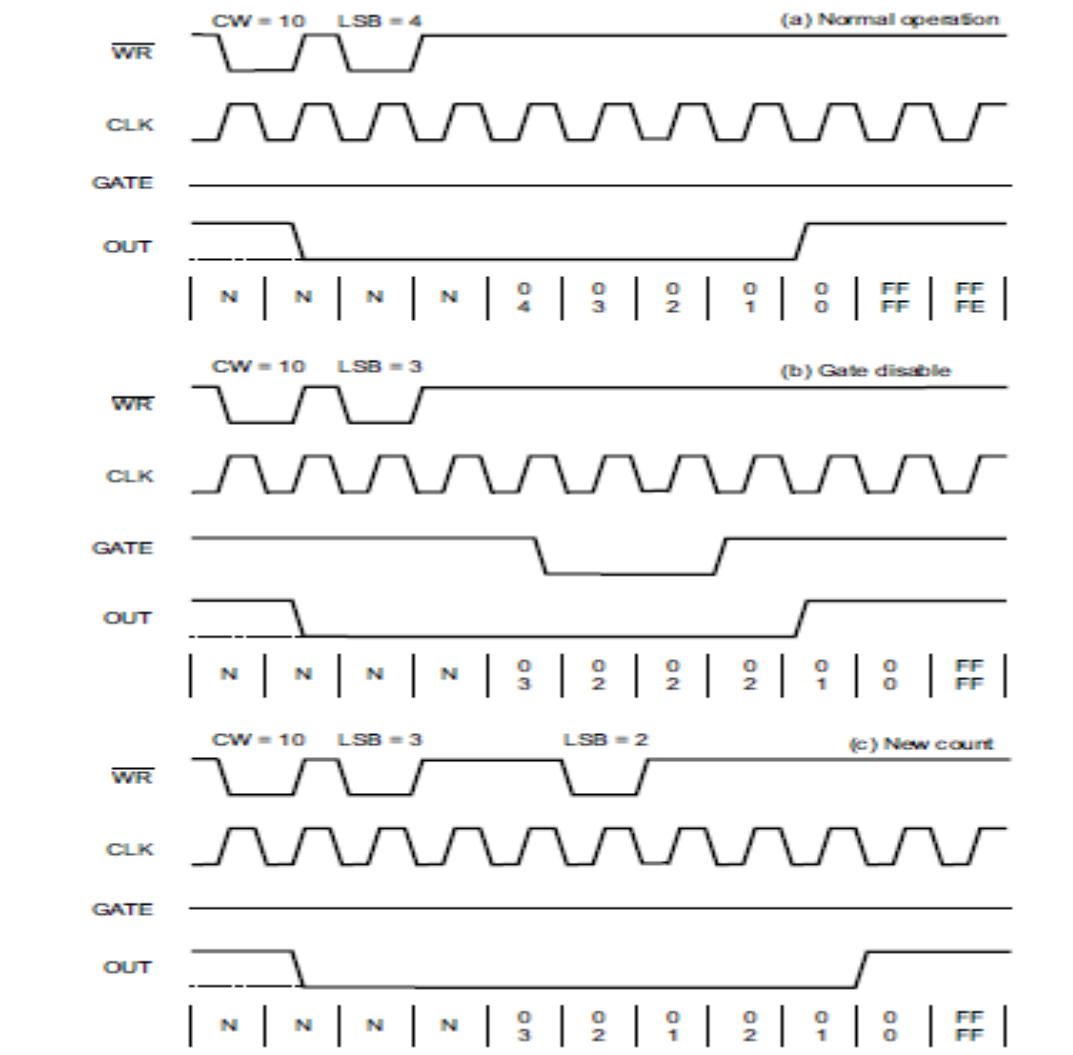 CW = 10 LSB = 4 (a) Normal operation
WR
CLK
GATE
OUT
N N N N 0 0 0 0 0 FF FF
4 3 2 1 0 FF FE
CW = 10 LSB = 3 (b) Gate disable
WR
CLK
GATE
OUT
N N N N 0 0 0 0 0 0 FF
3 2 2 2 1 0 FF
CW = 10 LSB = 3 LSB = 2 (c) New count
WR
CLK
GATE
OUT
N N N N 0 0 0 0 0 0 FF
3 2 1 2 1 0 FF